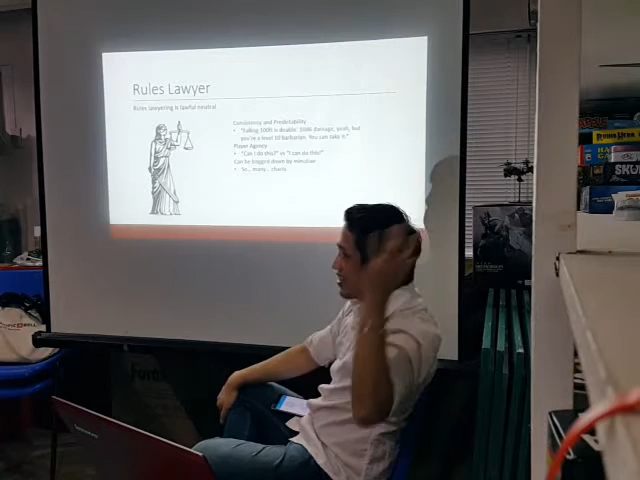 Rules Lawyer
Rules lawyering is lawful neutral
Consistency and Predictability
• "Falling 100ft is doable! 10d6 damage, yeah, but
you're a level 10 barbarian. You can take it."
Player Agency
• "Can I do this?" vs "I can do this!"
Can be bogged down by minutiae
• So... many... charts